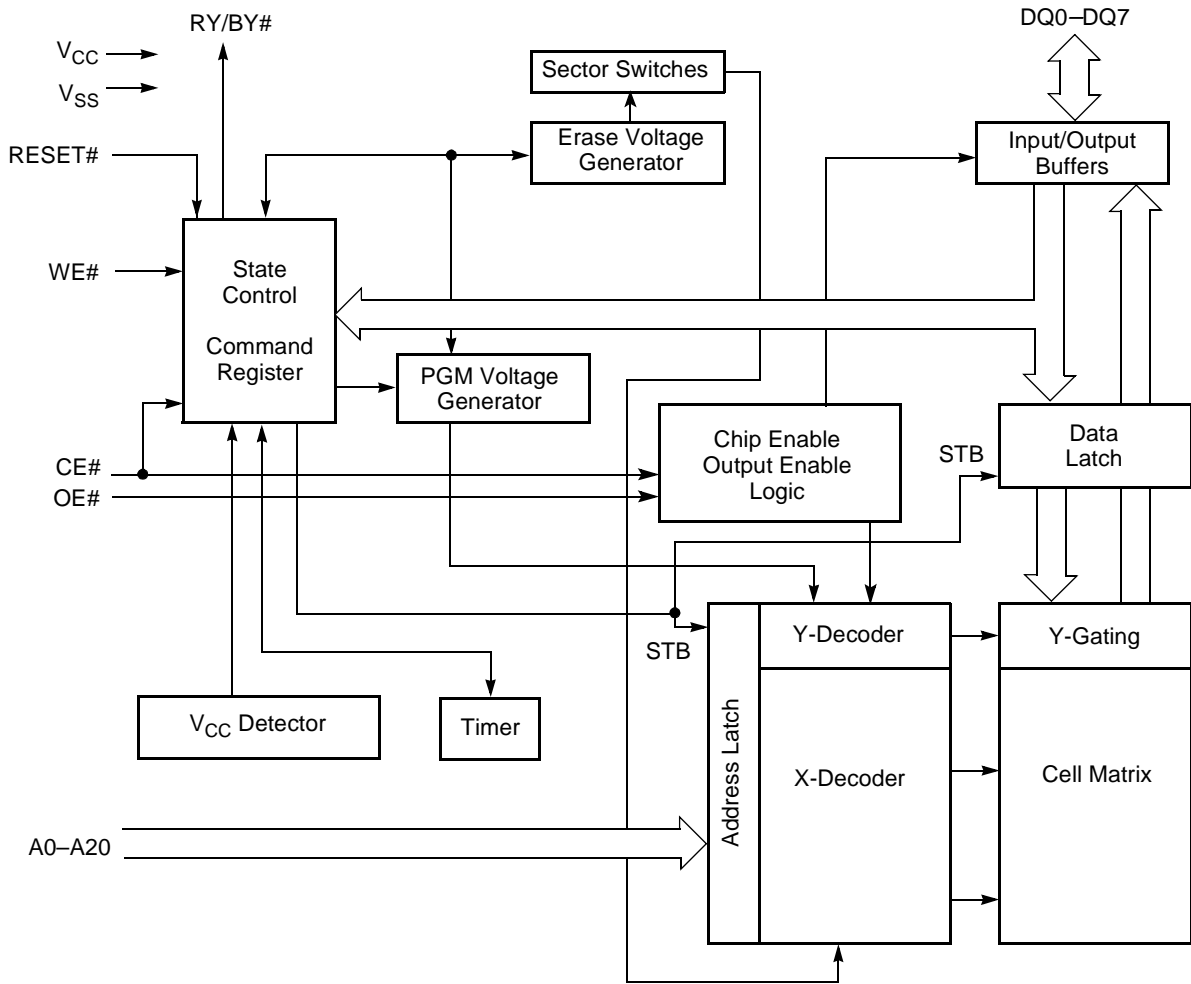 RY/BY#
DQ0–DQ7
VCC
VSS
Sector Switches
RESET#
Erase Voltage
Generator
Input/Output
Buffers
WE#
State
Control
Command
Register
PGM Voltage
Generator
CE#
OE#
Chip Enable
Output Enable
Logic
STB
Data
Latch
STB
Y-Decoder
Y-Gating
VCC Detector
Timer
Address Latch
X-Decoder
Cell Matrix
A0–A20